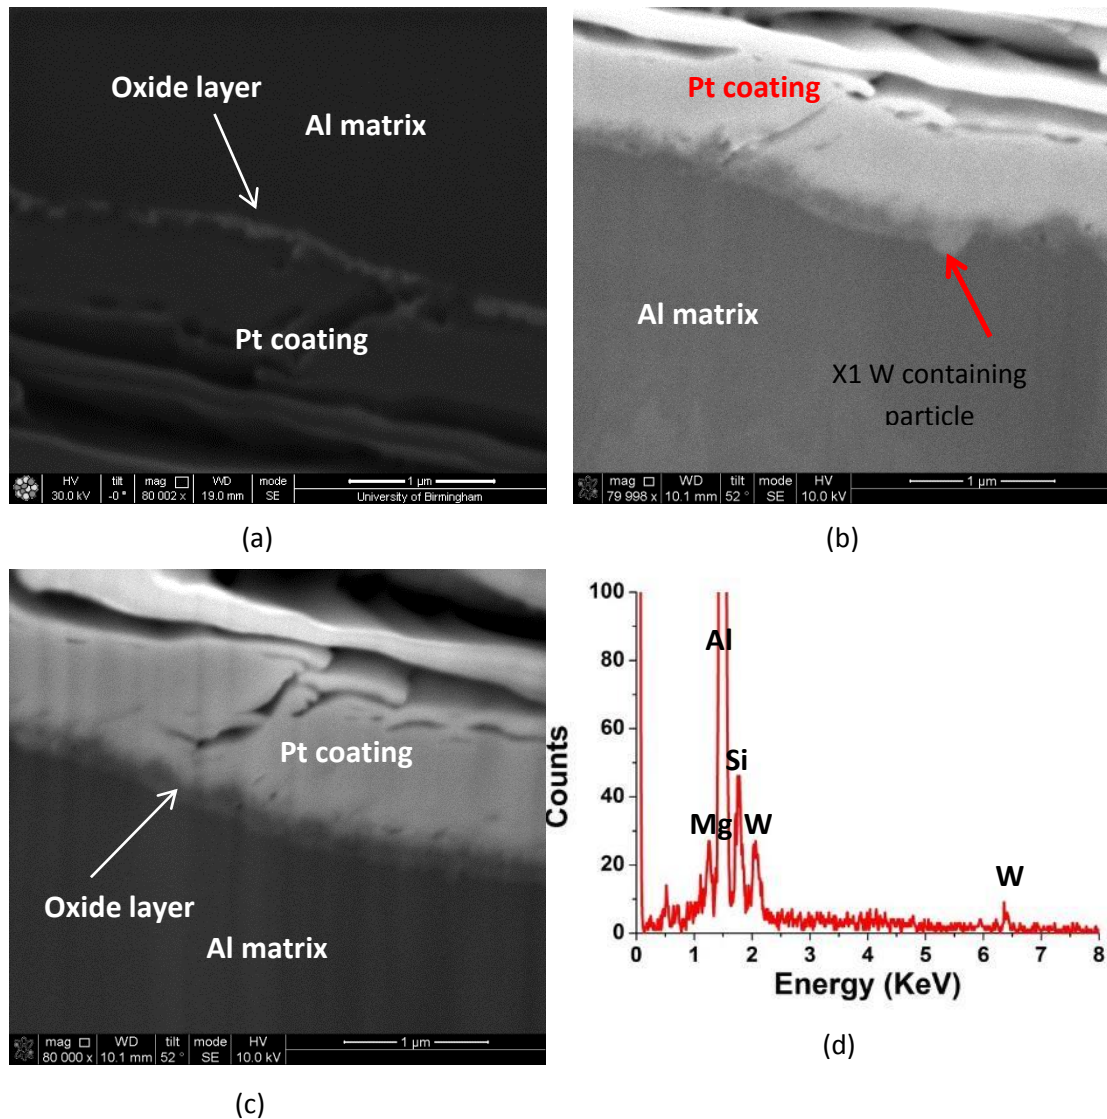 Oxide layer
Al matrix
Pt coating
HV tilt mag WD mode
30.0 kV -0 ° 80 002 x 19.0 mm SE
1 µm
University of Birmingham
(a)
Pt coating
Al matrix
X1 W containing
particle
mag WD tilt mode HV
79 998 x 10.1 mm 52 ° SE 10.0 kV
1 µm
(b)
Pt coating
Oxide layer
Al matrix
mag WD tilt mode HV
80 000 x 10.1 mm 52 ° SE 10.0 kV
1 µm
(c)
100
80
60
40
20
0
Counts
Al
Si
Mg
W
W
0 1 2 3 4 5 6 7 8
Energy (KeV)
(d)